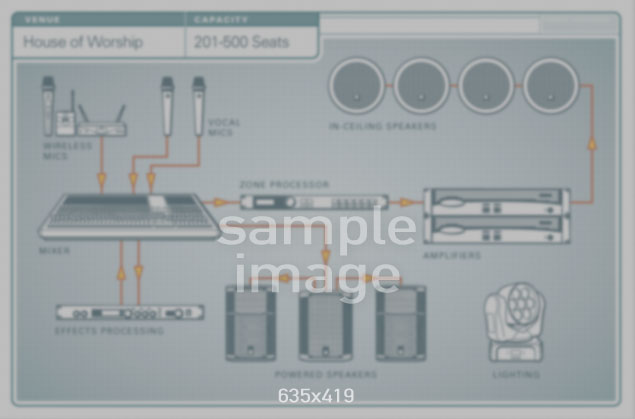 VENUE
CAPACITY
House of Worship
201-500 Seats
VOCAL
MICS
IN-CEILING SPEAKERS
WIRELESS
MICS
ZONE PROCESSOR
sample
image
MIXER
AMPLIFIERS
EFFECTS PROCESSING
POWERED SPEAKERS
LIGHTING
635x419